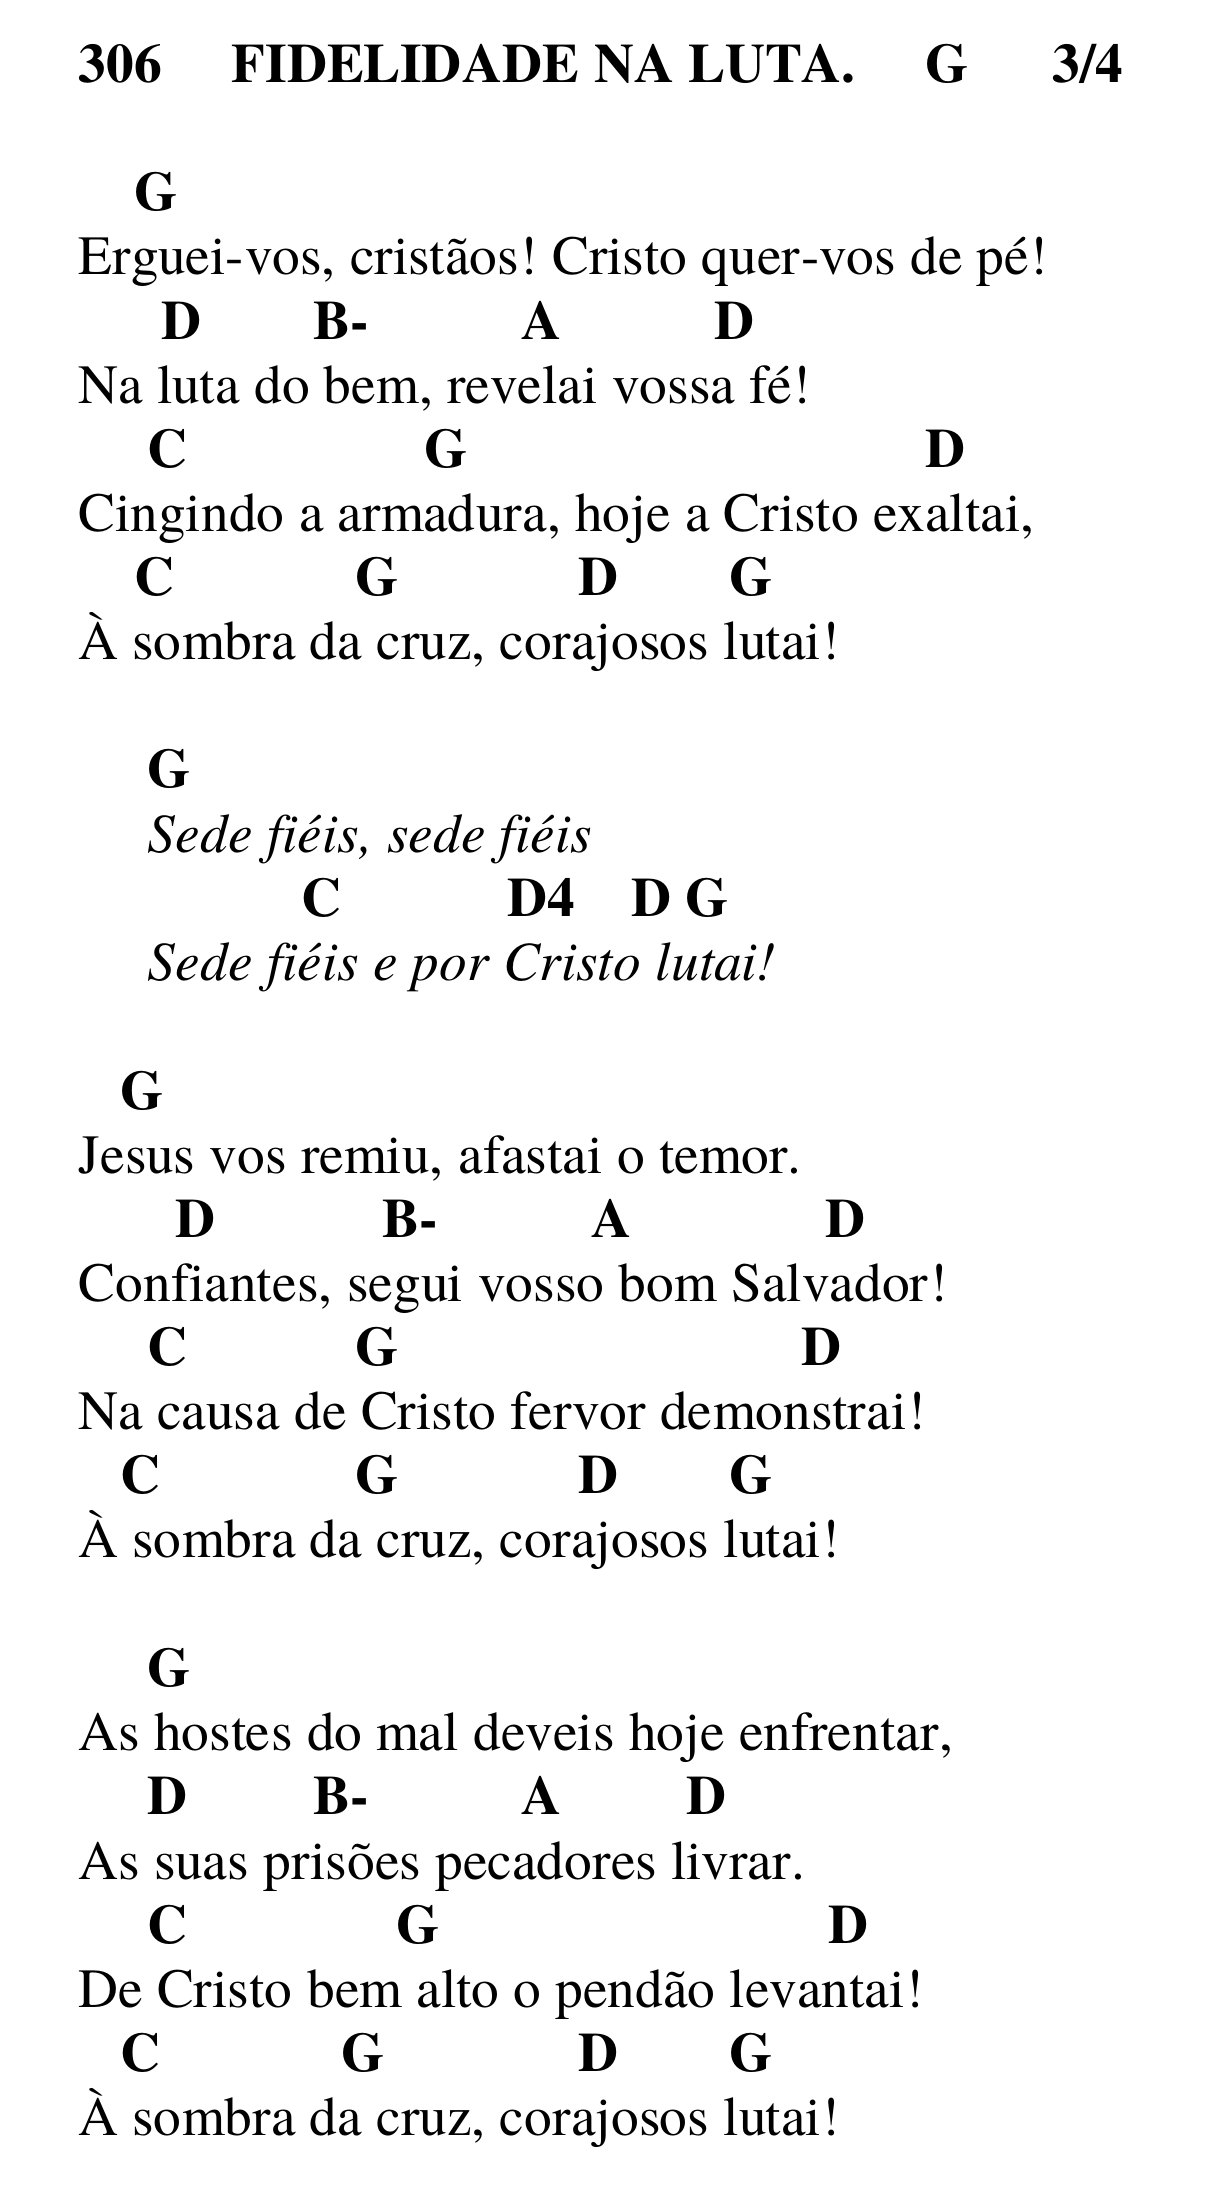 306 FIDELIDADE NA LUTA. G 3/4
G
Erguei-vos, cristãos! Cristo quer-vos de pé!
D B- A D
Na luta do bem, revelai vossa fé!
C G D
Cingindo a armadura, hoje a Cristo exaltai,
C G D G
À sombra da cruz, corajosos lutai!
G
Sede fiéis, sede fiéis
C D4 D G
Sede fiéis e por Cristo lutai!
G
Jesus vos remiu, afastai o temor.
D B- A D
Confiantes, segui vosso bom Salvador!
C G D
Na causa de Cristo fervor demonstrai!
C G D G
À sombra da cruz, corajosos lutai!
G
As hostes do mal deveis hoje enfrentar,
D B- A D
As suas prisões pecadores livrar.
C G D
De Cristo bem alto o pendão levantai!
C G D G
À sombra da cruz, corajosos lutai!